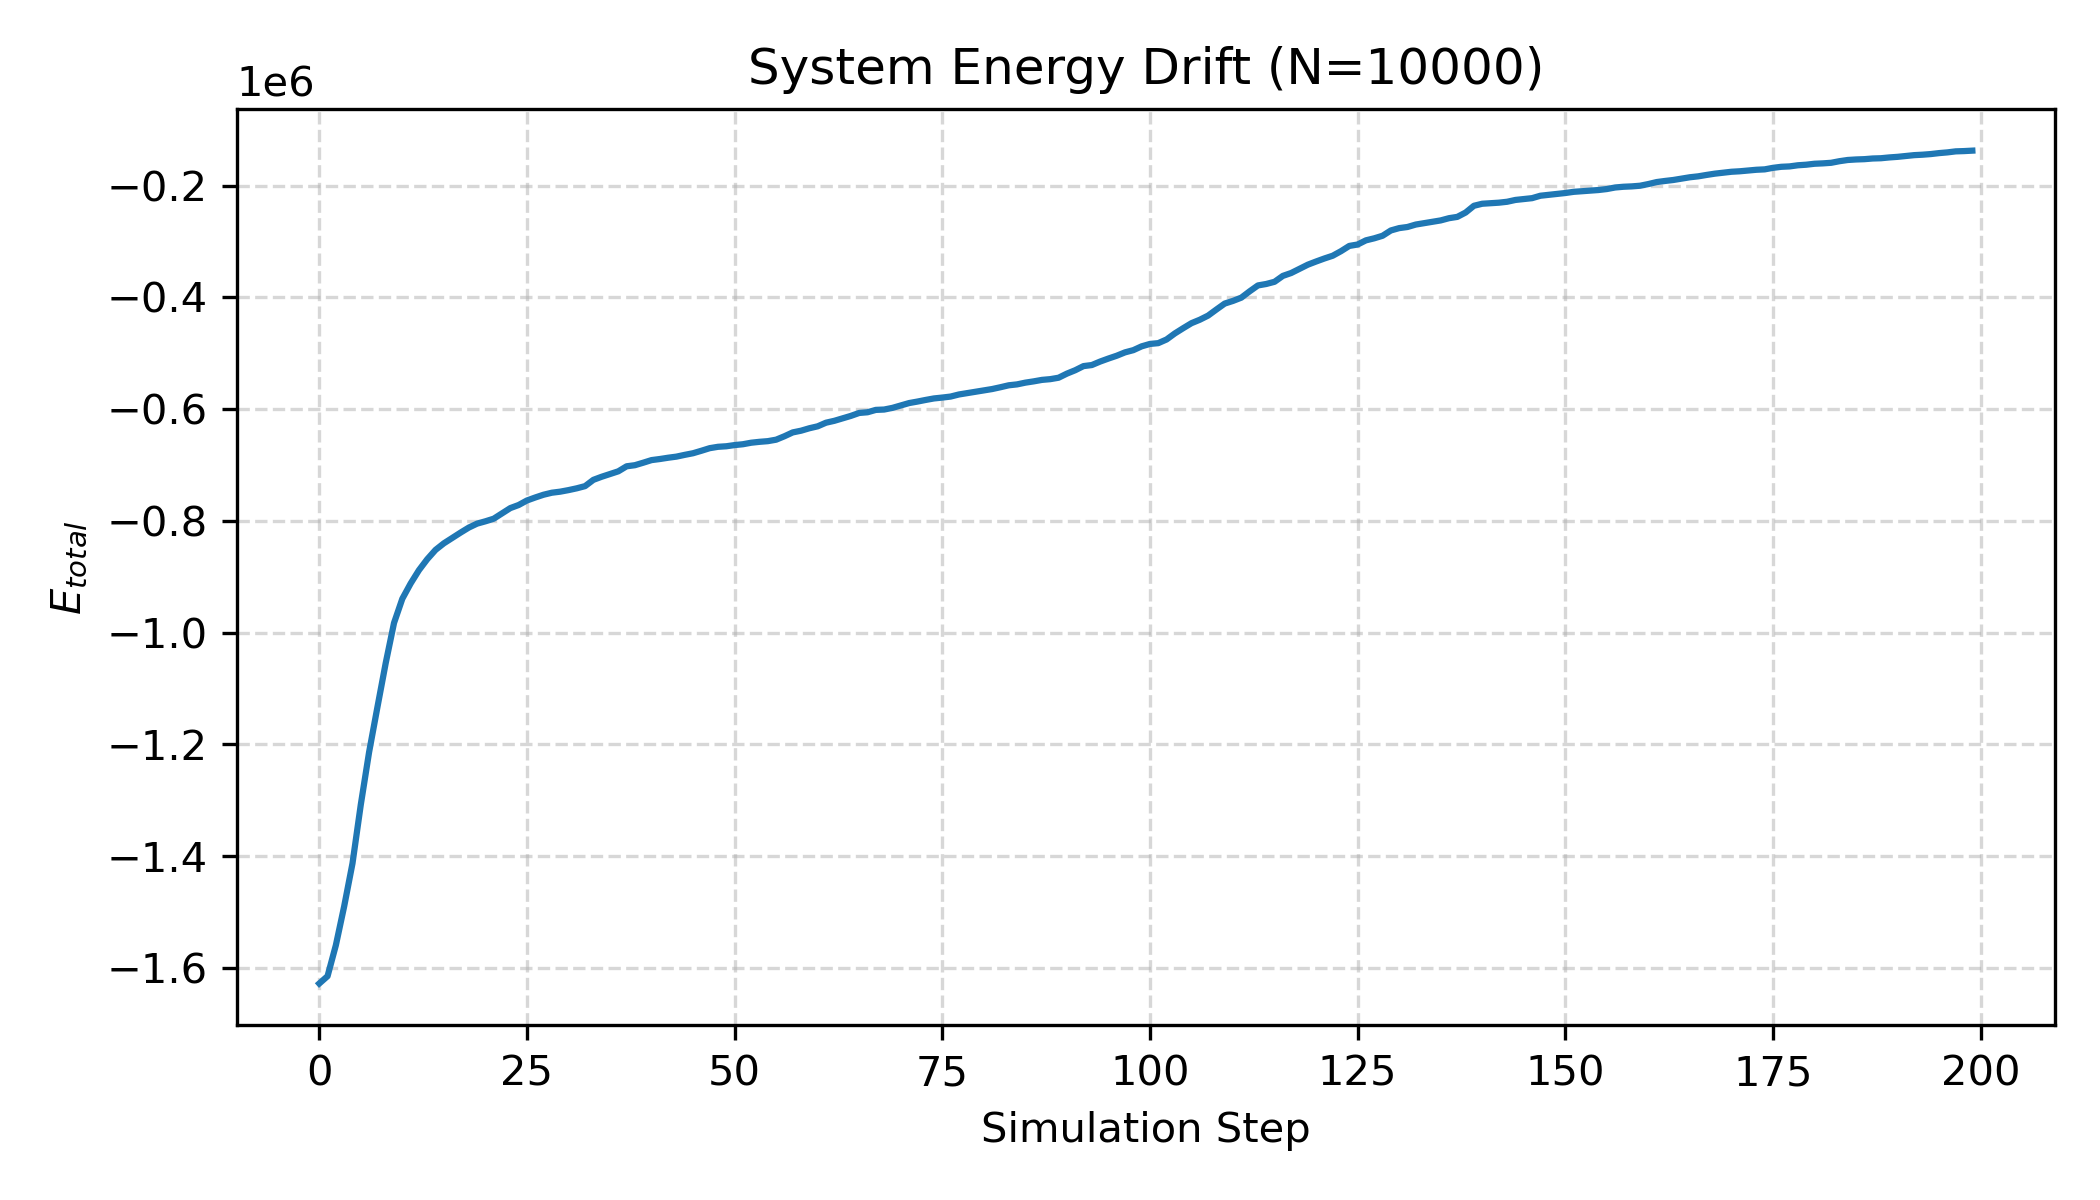 System Energy Drift (N=10000)
1e6
−0.2
−0.4
−0.6
−0.8
−1.0
−1.2
−1.4
−1.6
E_total
0 25 50 75 100 125 150 175 200
Simulation Step